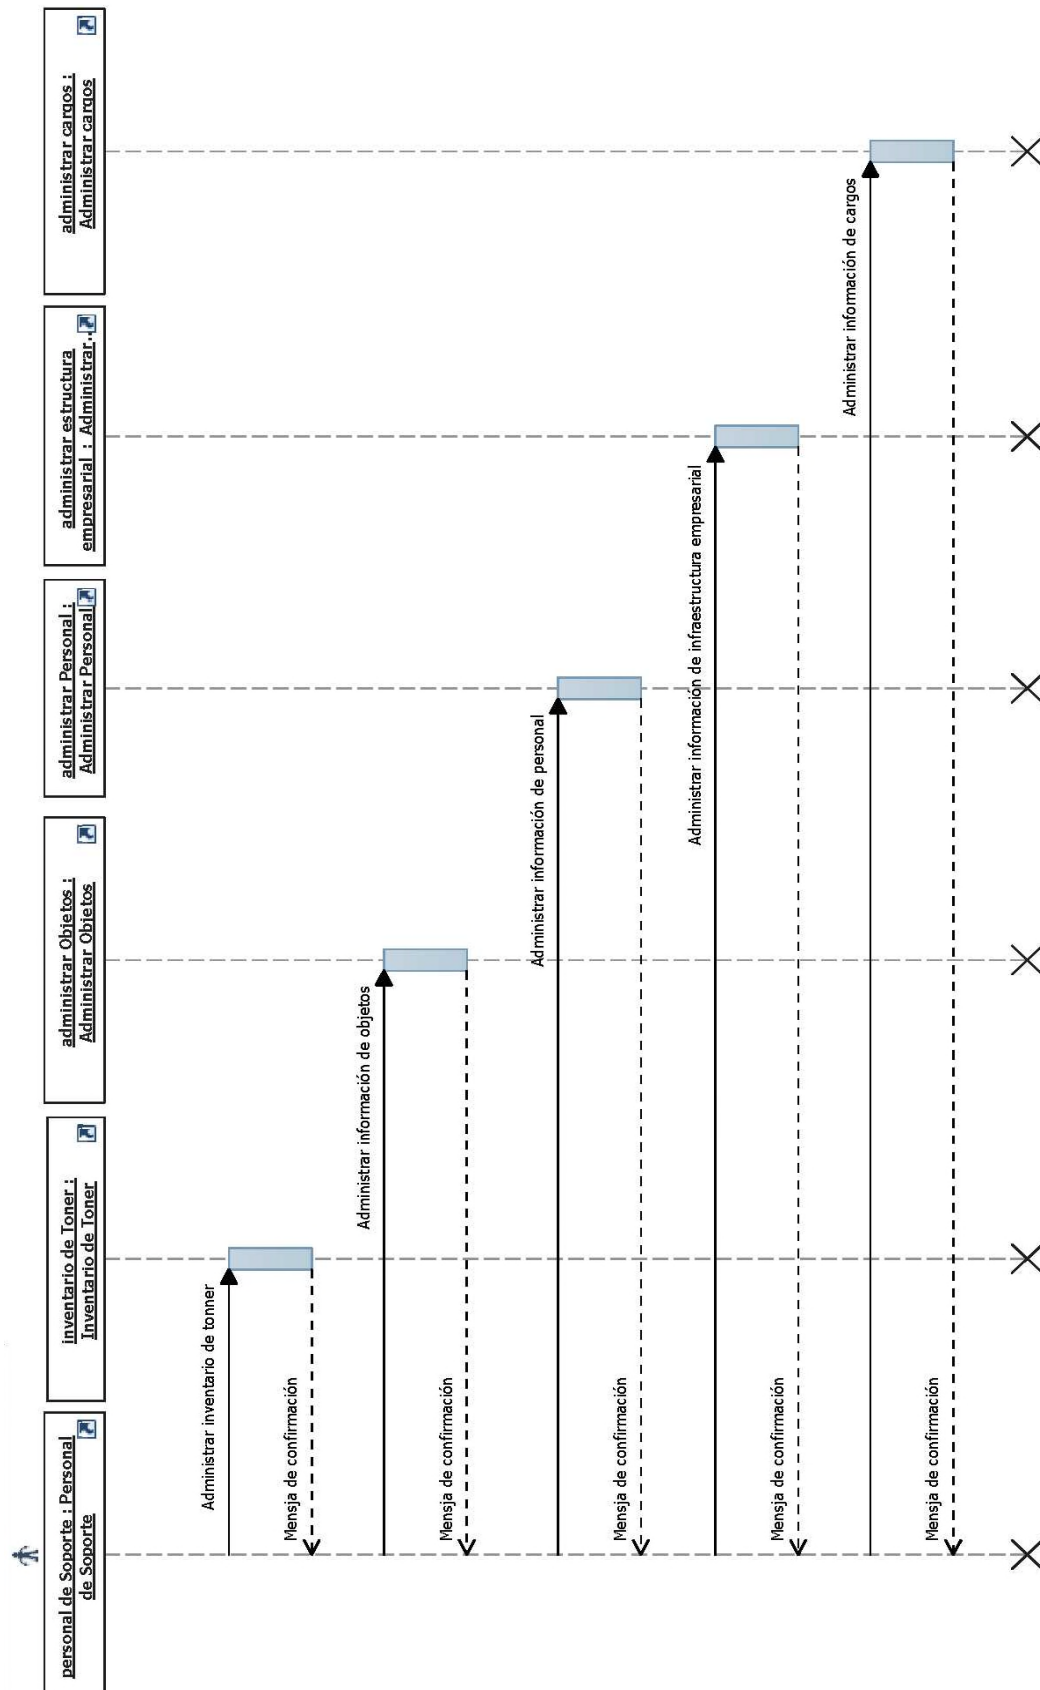 personal de Soporte : Personal
de Soporte
inventario de Toner :
Inventario de Toner
administrar Objetos :
Administrar Objetos
administrar Personal :
Administrar Personal
administrar estructura
empresarial : Administrar..
administrar cargos :
Administrar cargos
Administrar inventario de tonner
Mensja de confirmación
Administrar información de objetos
Mensja de confirmación
Administrar información de personal
Mensja de confirmación
Administrar información de infraestructura empresarial
Mensja de confirmación
Administrar información de cargos
Mensja de confirmación